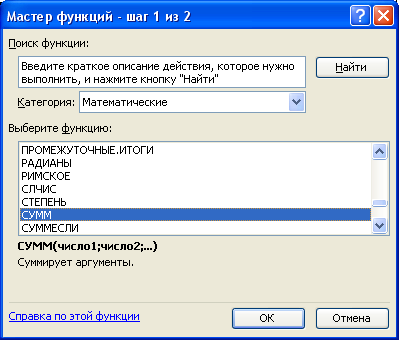 Мастер функций - шаг 1 из 2
Поиск функции:
Введите краткое описание действия, которое нужно
выполнить, и нажмите кнопку "Найти"
Найти
Категория: Математические
Выберите функцию:
ПРОМЕЖУТОЧНЫЕ.ИТОГИ
РАДИАНЫ
РИМСКОЕ
СЛЧИС
СТЕПЕНЬ
СУММ
СУММЕСЛИ
СУММ(число1;число2;...)
Суммирует аргументы.
Справка по этой функции
ОК
Отмена